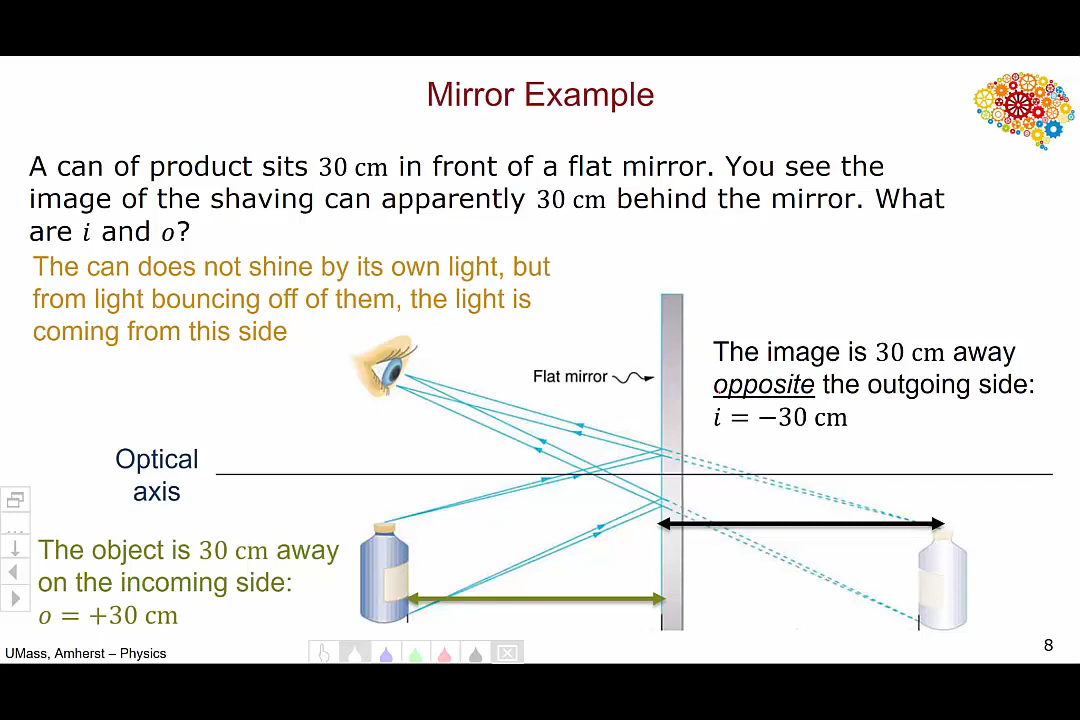 Mirror Example
A can of product sits 30 cm in front of a flat mirror. You see the
image of the shaving can apparently 30 cm behind the mirror. What
are i and o?
The can does not shine by its own light, but
from light bouncing off of them, the light is
coming from this side
Flat mirror
The image is 30 cm away
opposite the outgoing side:
i = −30 cm
Optical
axis
The object is 30 cm away
on the incoming side:
o = +30 cm
UMass, Amherst – Physics
8